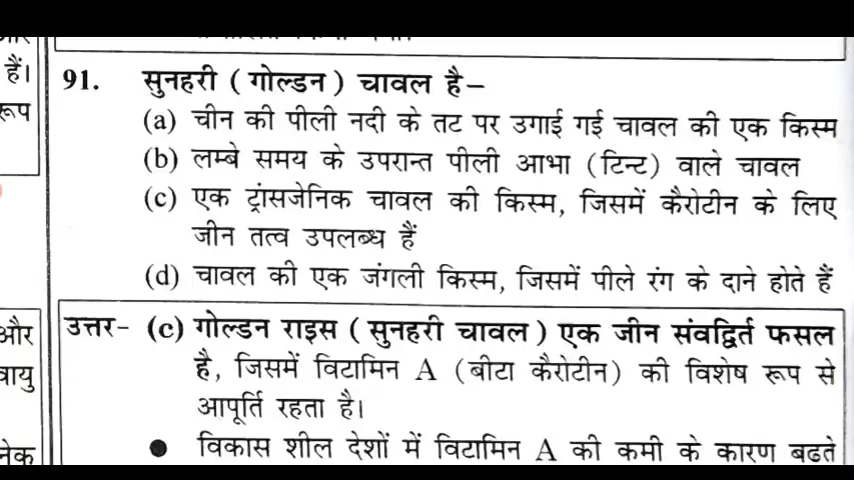 हैं।
रूप
91. सुनहरी (गोल्डन) चावल है–
(a) चीन की पीली नदी के तट पर उगाई गई चावल की एक किस्म
(b) लम्बे समय के उपरान्त पीली आभा (टिन्ट) वाले चावल
(c) एक ट्रांसजेनिक चावल की किस्म, जिसमें कैरोटीन के लिए
जीन तत्व उपलब्ध हैं
(d) चावल की एक जंगली किस्म, जिसमें पीले रंग के दाने होते हैं
और
वायु
नेक
उत्तर- (c) गोल्डन राइस (सुनहरी चावल) एक जीन संवद्धिर्त फसल
है, जिसमें विटामिन A (बीटा कैरोटीन) की विशेष रूप से
आपूर्ति रहता है।
● विकास शील देशों में विटामिन A की कमी के कारण बढते